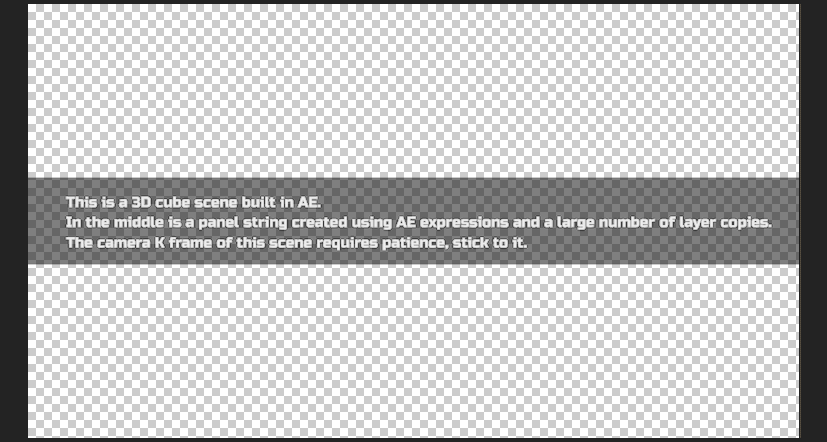 This is a 3D cube scene built in AE.
In the middle is a panel string created using AE expressions and a large number of layer copies.
The camera K frame of this scene requires patience, stick to it.